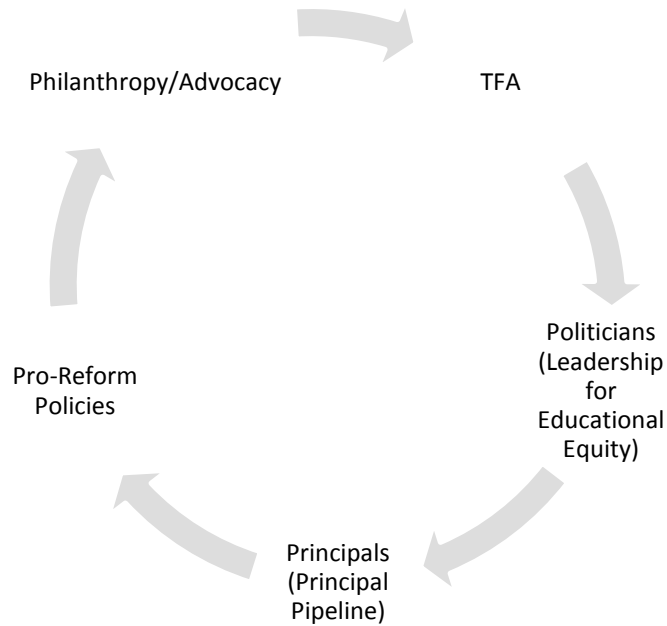 Philanthropy/Advocacy
TFA
Politicians
(Leadership
for
Educational
Equity)
Principals
(Principal
Pipeline)
Pro-Reform
Policies